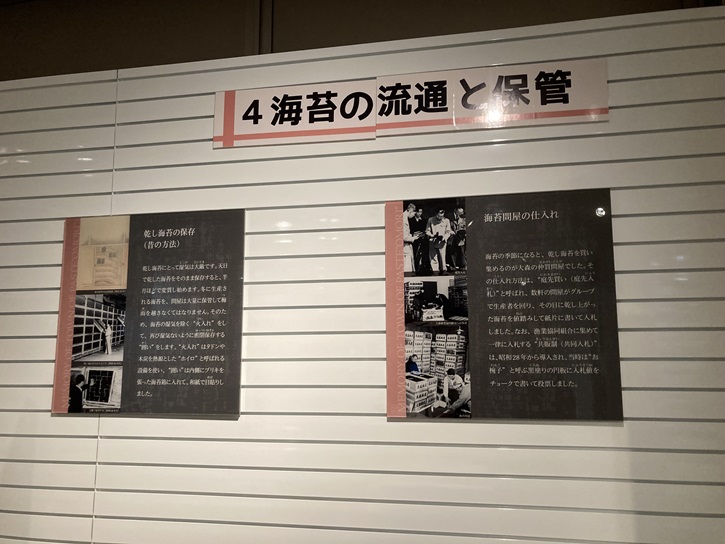 4 海苔の流通と保管
乾し海苔の保存
(昔の方法)
乾し海苔にとって湿気は大敵です。天日
で乾した海苔をそのまま保存すると、半
月ほどで変質し始めます。冬に生産さ
れる海苔を、問屋は大量に保管して梅
雨を越さなくてはなりません。そのた
め、海苔の湿気を除く"火入れ"をし
て、再び湿気ないように密閉保存する
"囲い"をします。"火入れ"はタドンや
木炭を熱源とした"ホイロ"と呼ばれる
設備を使い、"囲い"は内側にブリキを
張った海苔箱に入れて、和紙で目貼りし
ました。
海苔問屋の仕入れ
海苔の季節になると、乾し海苔を買い
集めるのが大森の仲買問屋でした。そ
の仕入れ方法は、"庭先買い(庭先入
札)"と呼ばれ、数軒の問屋がグループ
で生産者を回り、その日に乾し上がっ
た海苔を値踏みして紙片に書いて入札
しました。なお、漁業協同組合に集めて
一律に入札する"共販制(共同入札)"
は、昭和28年から導入され、当時は"お
椀子"と呼ぶ黒塗りの円板に入札値を
チョークで書いて投票しました。